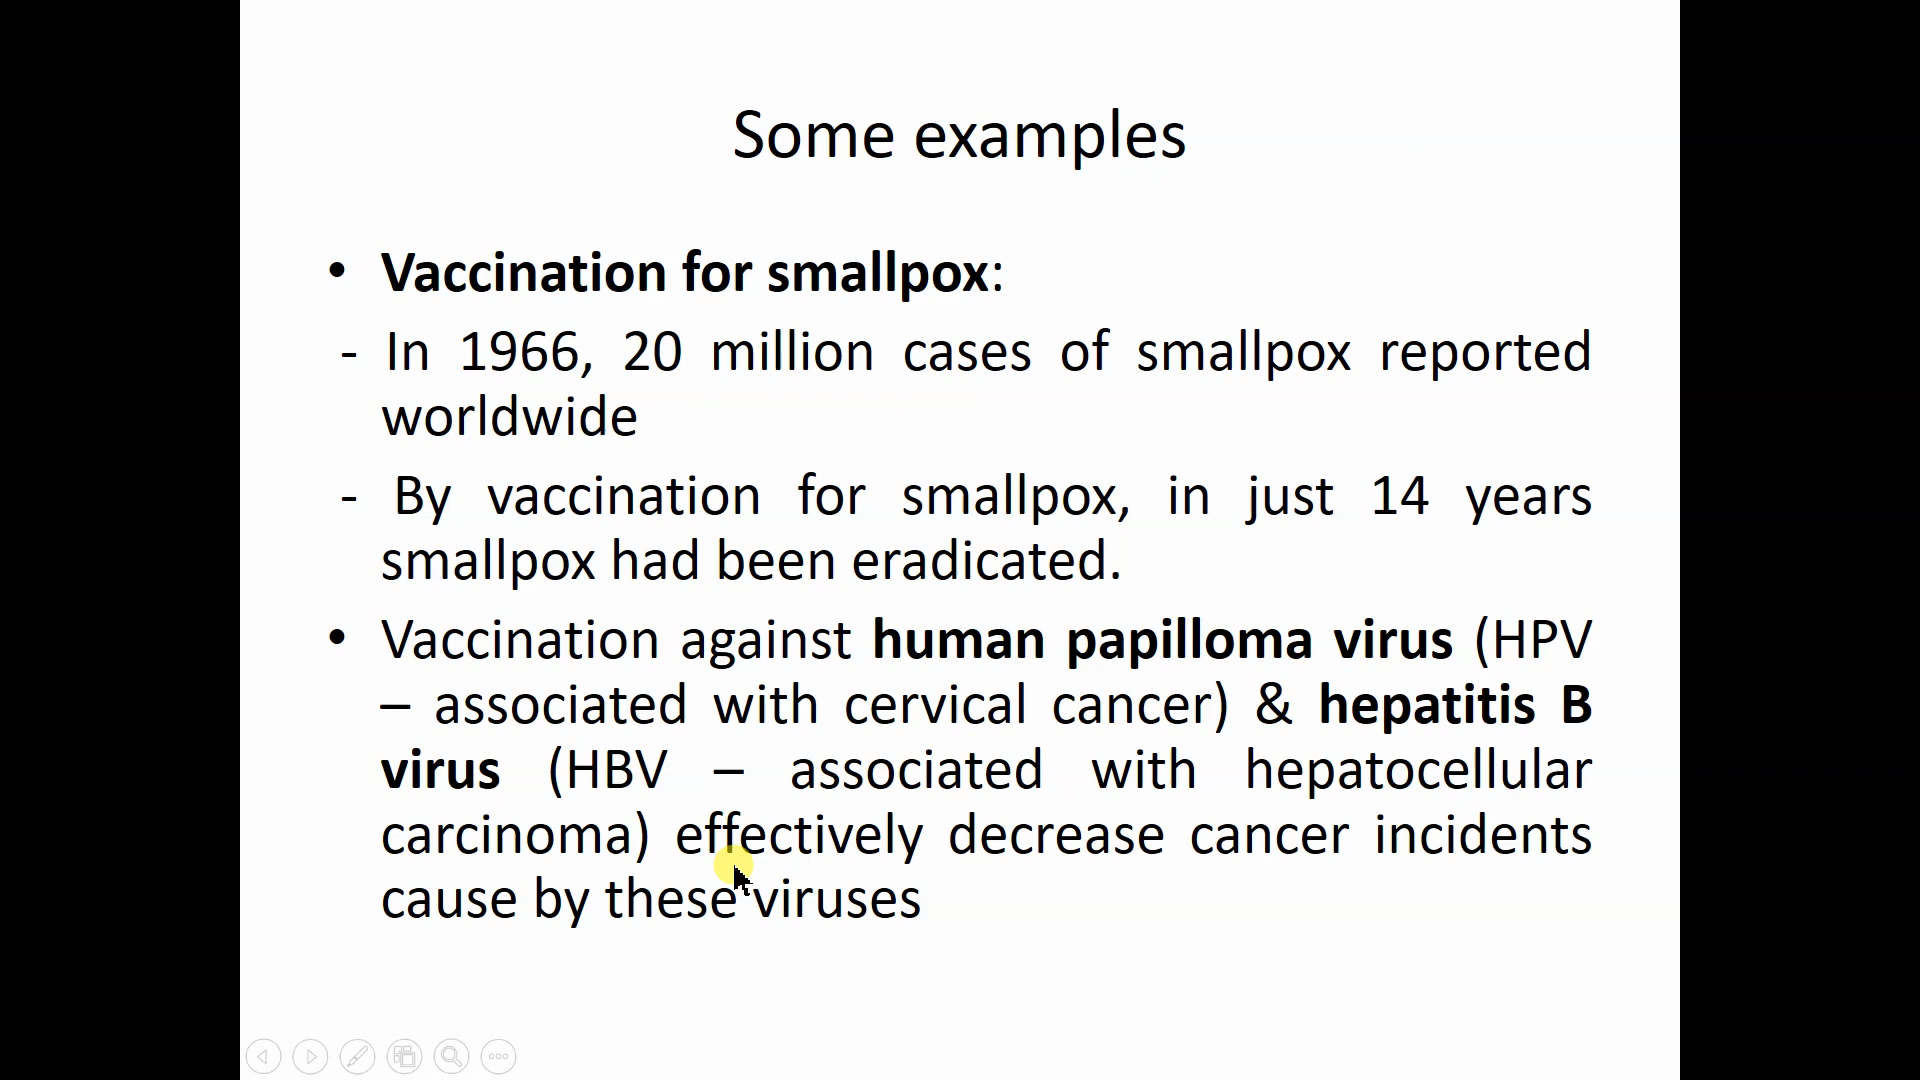 Some examples
• Vaccination for smallpox:
- In 1966, 20 million cases of smallpox reported
worldwide
- By vaccination for smallpox, in just 14 years
smallpox had been eradicated.
• Vaccination against human papilloma virus (HPV
– associated with cervical cancer) & hepatitis B
virus (HBV – associated with hepatocellular
carcinoma) effectively decrease cancer incidents
cause by these viruses